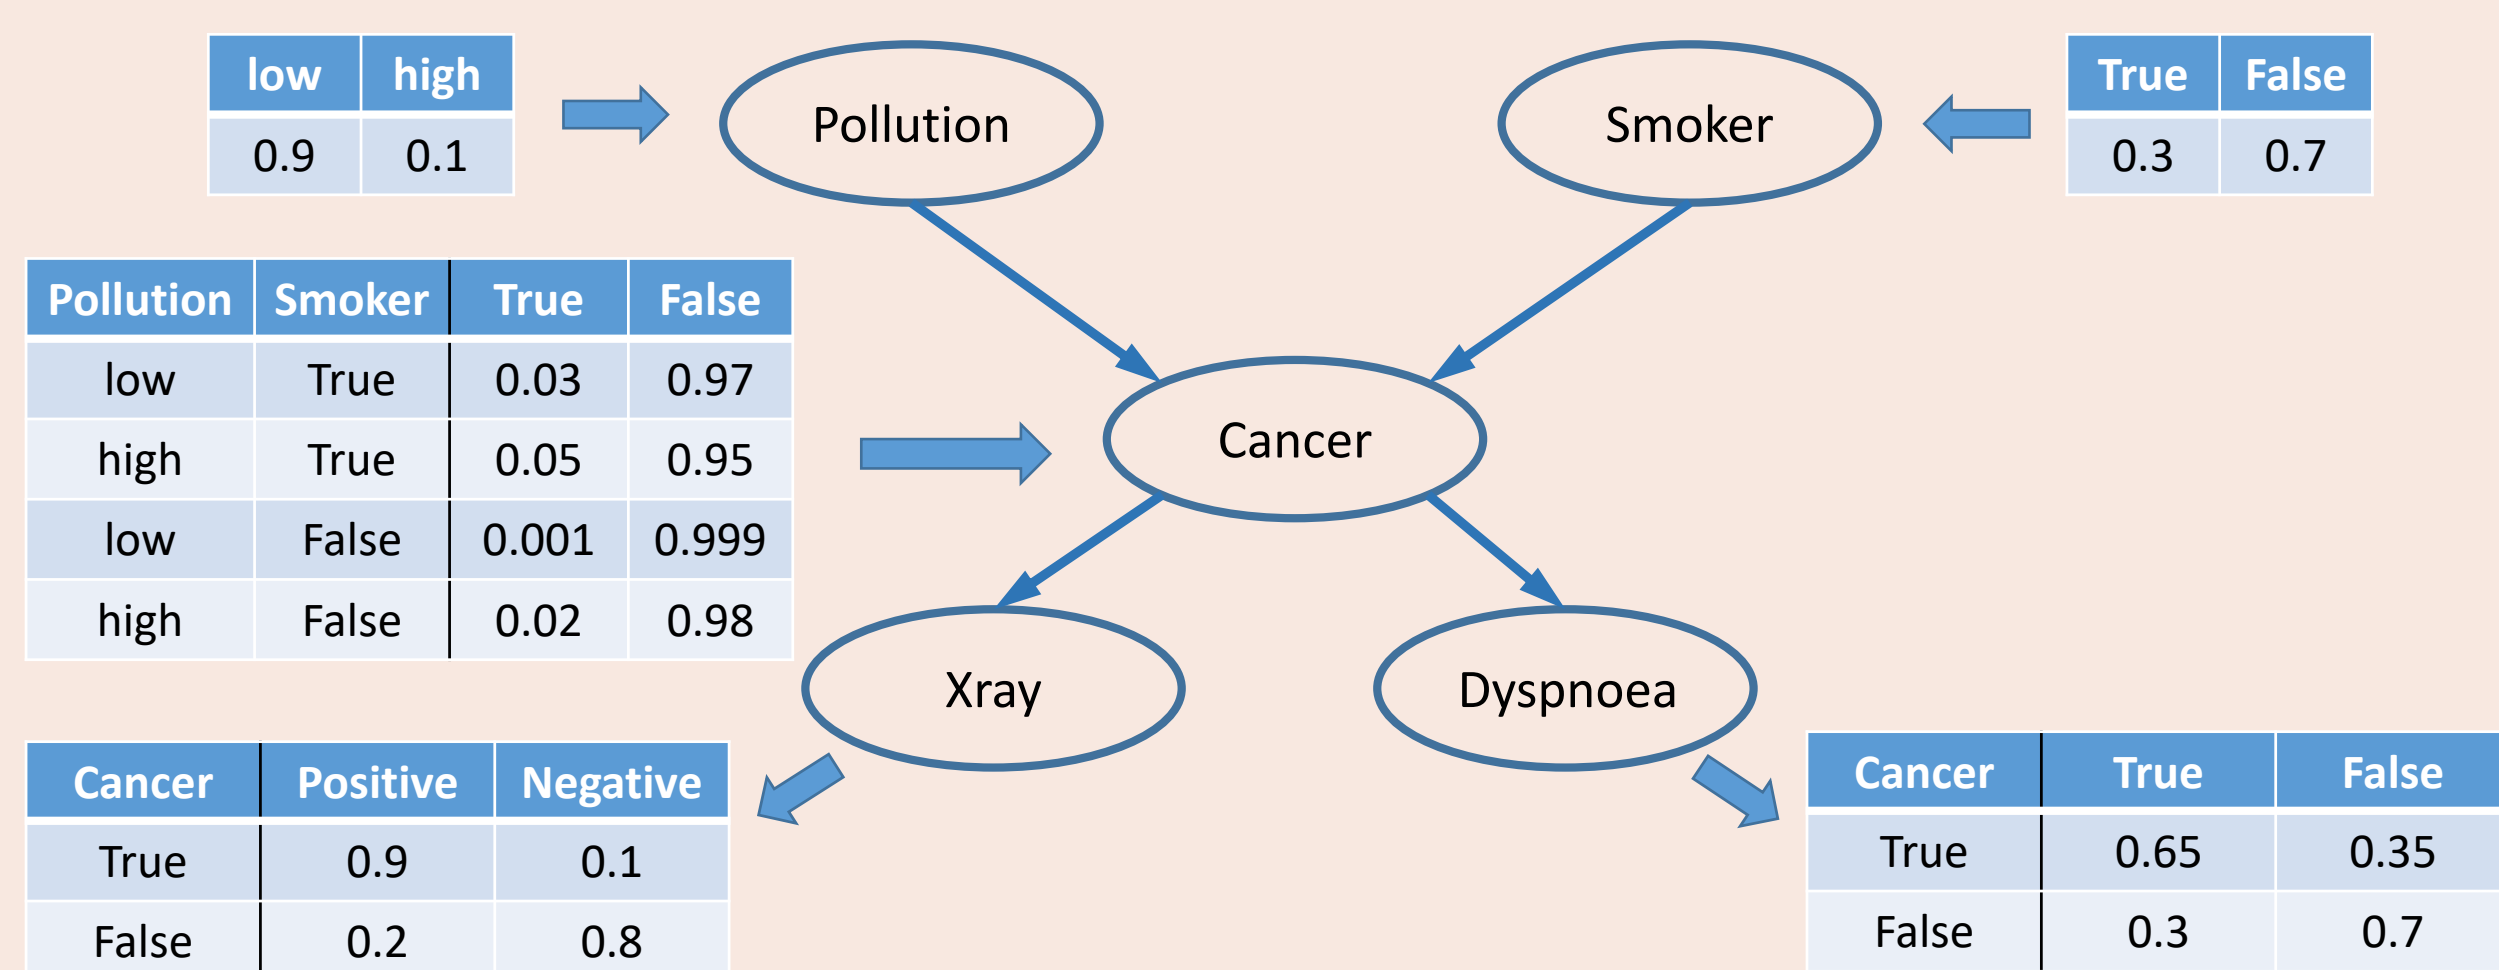 low high
0.9 0.1
Pollution
Smoker
True False
0.3 0.7
Pollution Smoker True False
low True 0.03 0.97
high True 0.05 0.95
low False 0.001 0.999
high False 0.02 0.98
Cancer
Xray
Dyspnoea
Cancer Positive Negative
True 0.9 0.1
False 0.2 0.8
Cancer True False
True 0.65 0.35
False 0.3 0.7